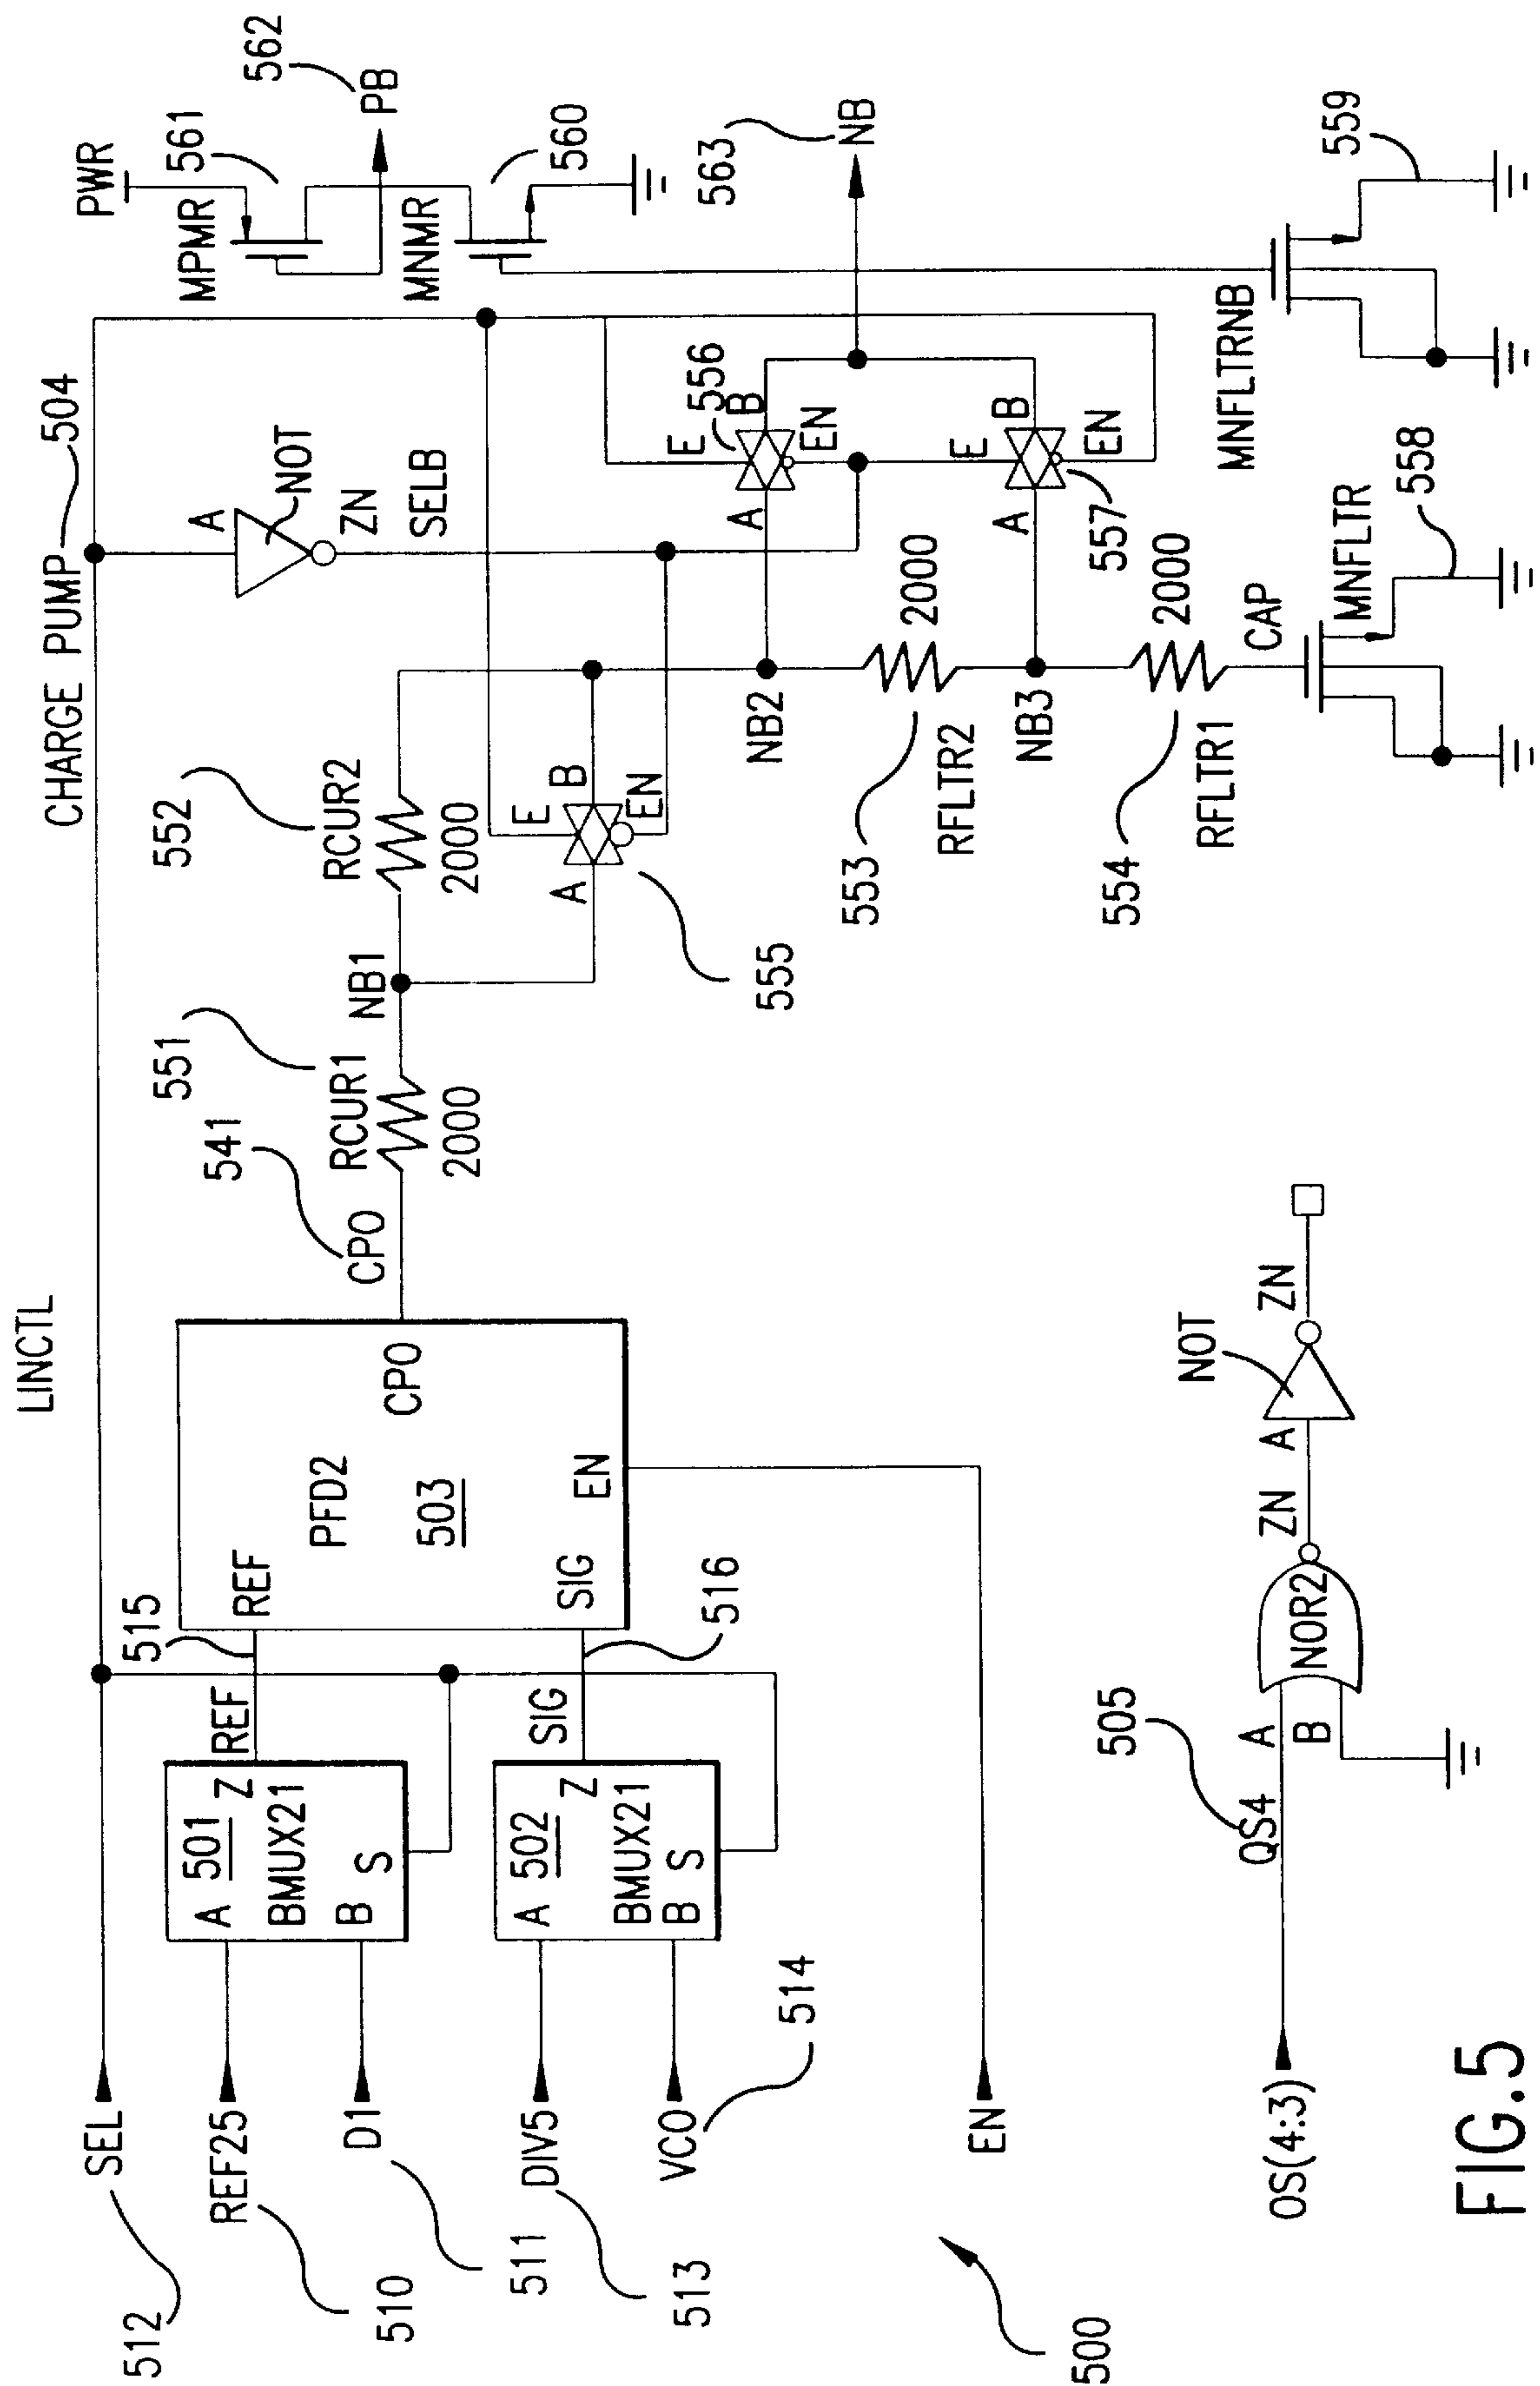 LINCTL
CHARGE PUMP 504
512
SEL
REF25
510
D1
511
DIV5
513
VCO
514
EN
500
A 501 Z
BMUX21
B S
REF
515
A 502 Z
BMUX21
B S
SIG
516
REF
PFD2
503
CPO
SIG EN
541
CPO
551
RCUR1
2000
NB1
552
RCUR2
2000
A
E
B
EN
555
A
NOT
ZN
SELB
NB2
553
RFLTR2
2000
NB3
554
RFLTR1
2000
CAP
MNFLTR
558
A
E
556
B
EN
A
E
557
B
EN
PWR
MPMR
561
PB
562
MNMR
560
563
NB
MNFLTRNB
559
OS(4:3)
QS4
505
A
B
NOR2
ZN
A
NOT
ZN
FIG.5